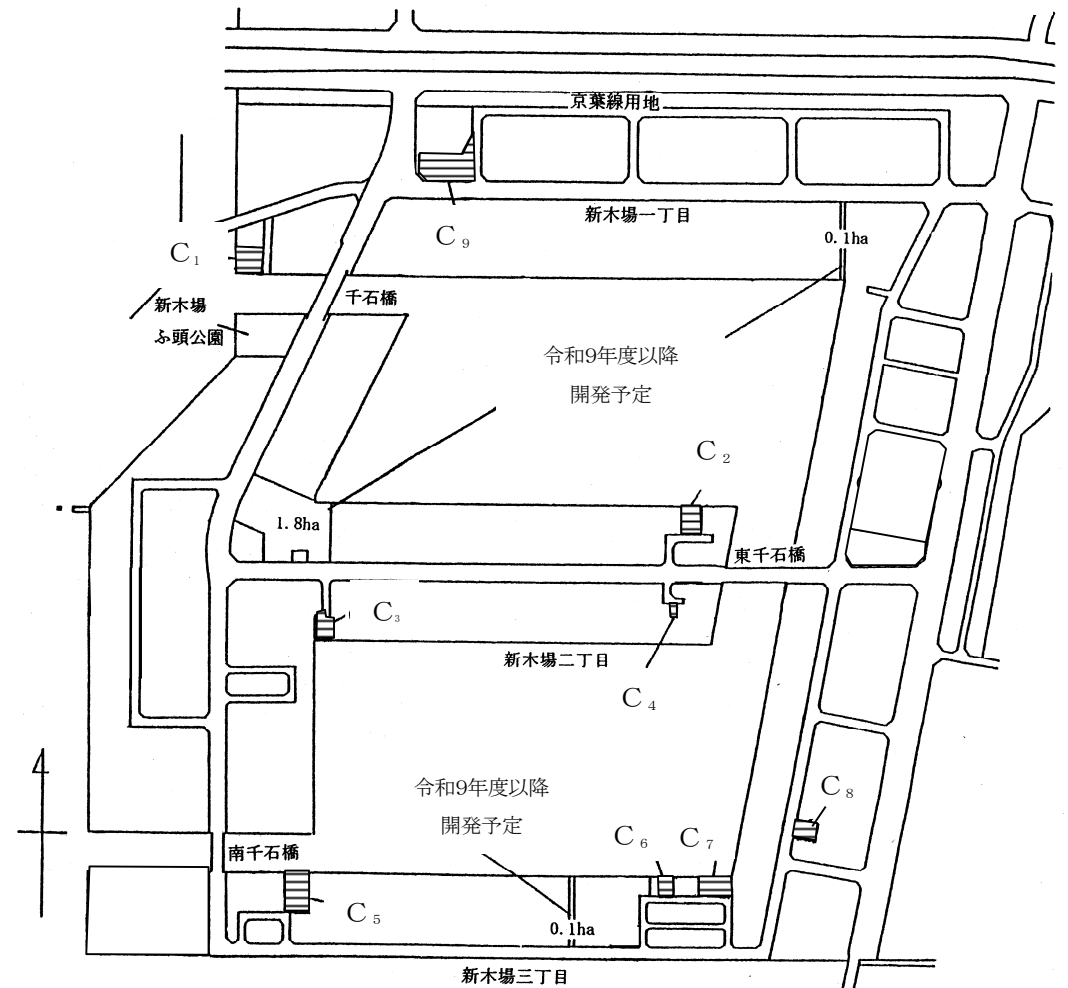 京葉線用地
新木場一丁目
C₉
0.1ha
C₁
新木場
ふ頭公園
千石橋
令和9年度以降
開発予定
C₂
1.8ha
東千石橋
C₃
新木場二丁目
C₄
令和9年度以降
開発予定
C₈
C₆
C₇
南千石橋
C₅
0.1ha
新木場三丁目